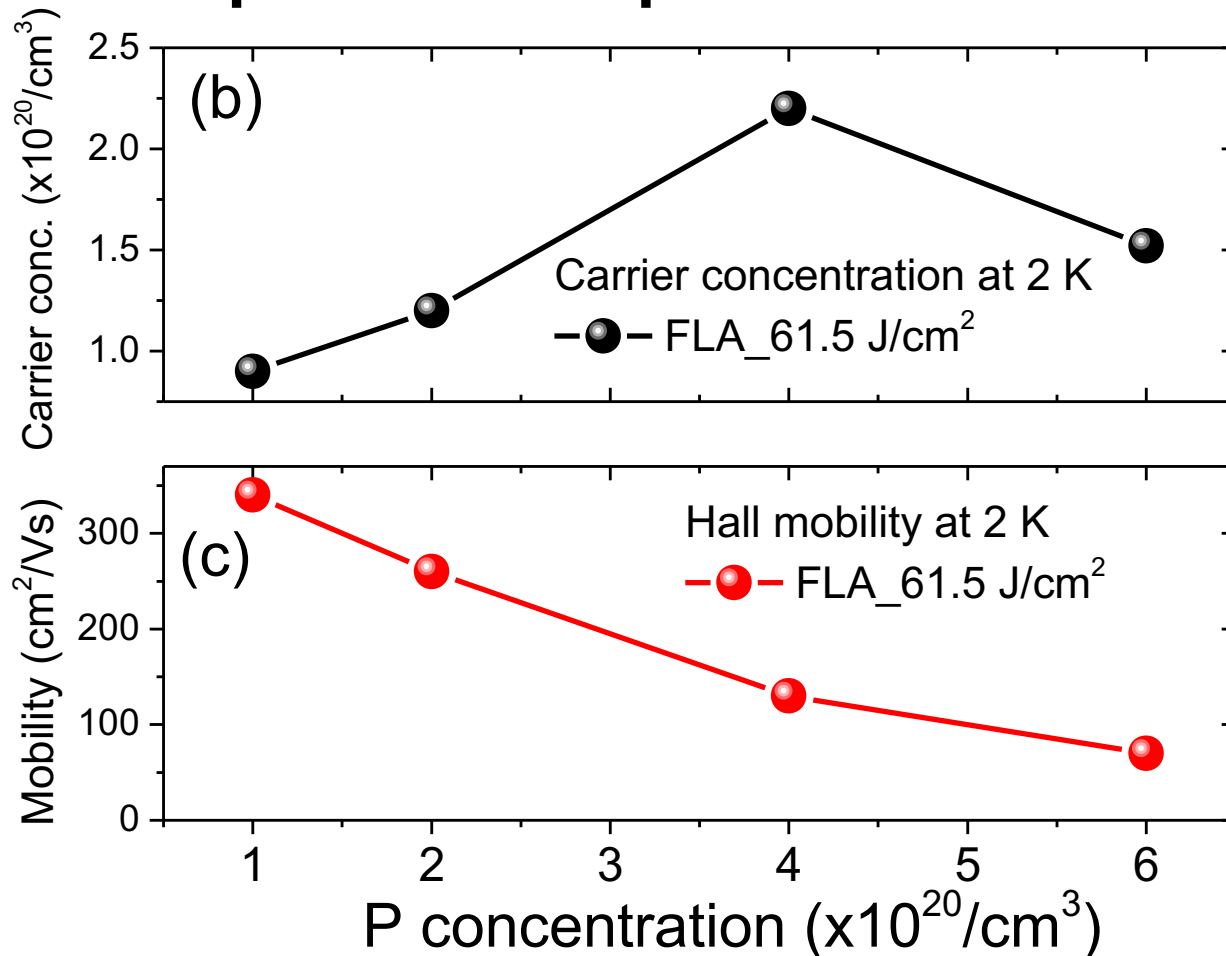 2.5
2.0
1.5
1.0
Carrier conc. (x10²⁰/cm³)
(b)
Carrier concentration at 2 K
FLA_61.5 J/cm²
300
200
100
0
Mobility (cm²/Vs)
(c)
Hall mobility at 2 K
FLA_61.5 J/cm²
1 2 3 4 5 6
P concentration (x10²⁰/cm³)